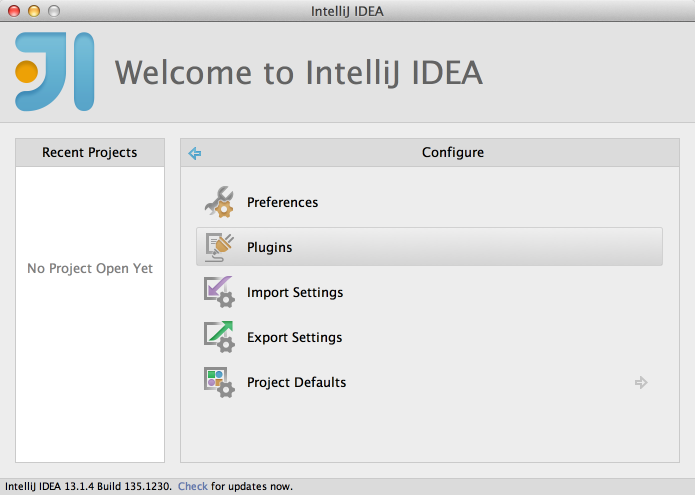 IntelliJ IDEA
Welcome to IntelliJ IDEA
Recent Projects
No Project Open Yet
Configure
Preferences
Plugins
Import Settings
Export Settings
Project Defaults
IntelliJ IDEA 13.1.4 Build 135.1230. Check for updates now.